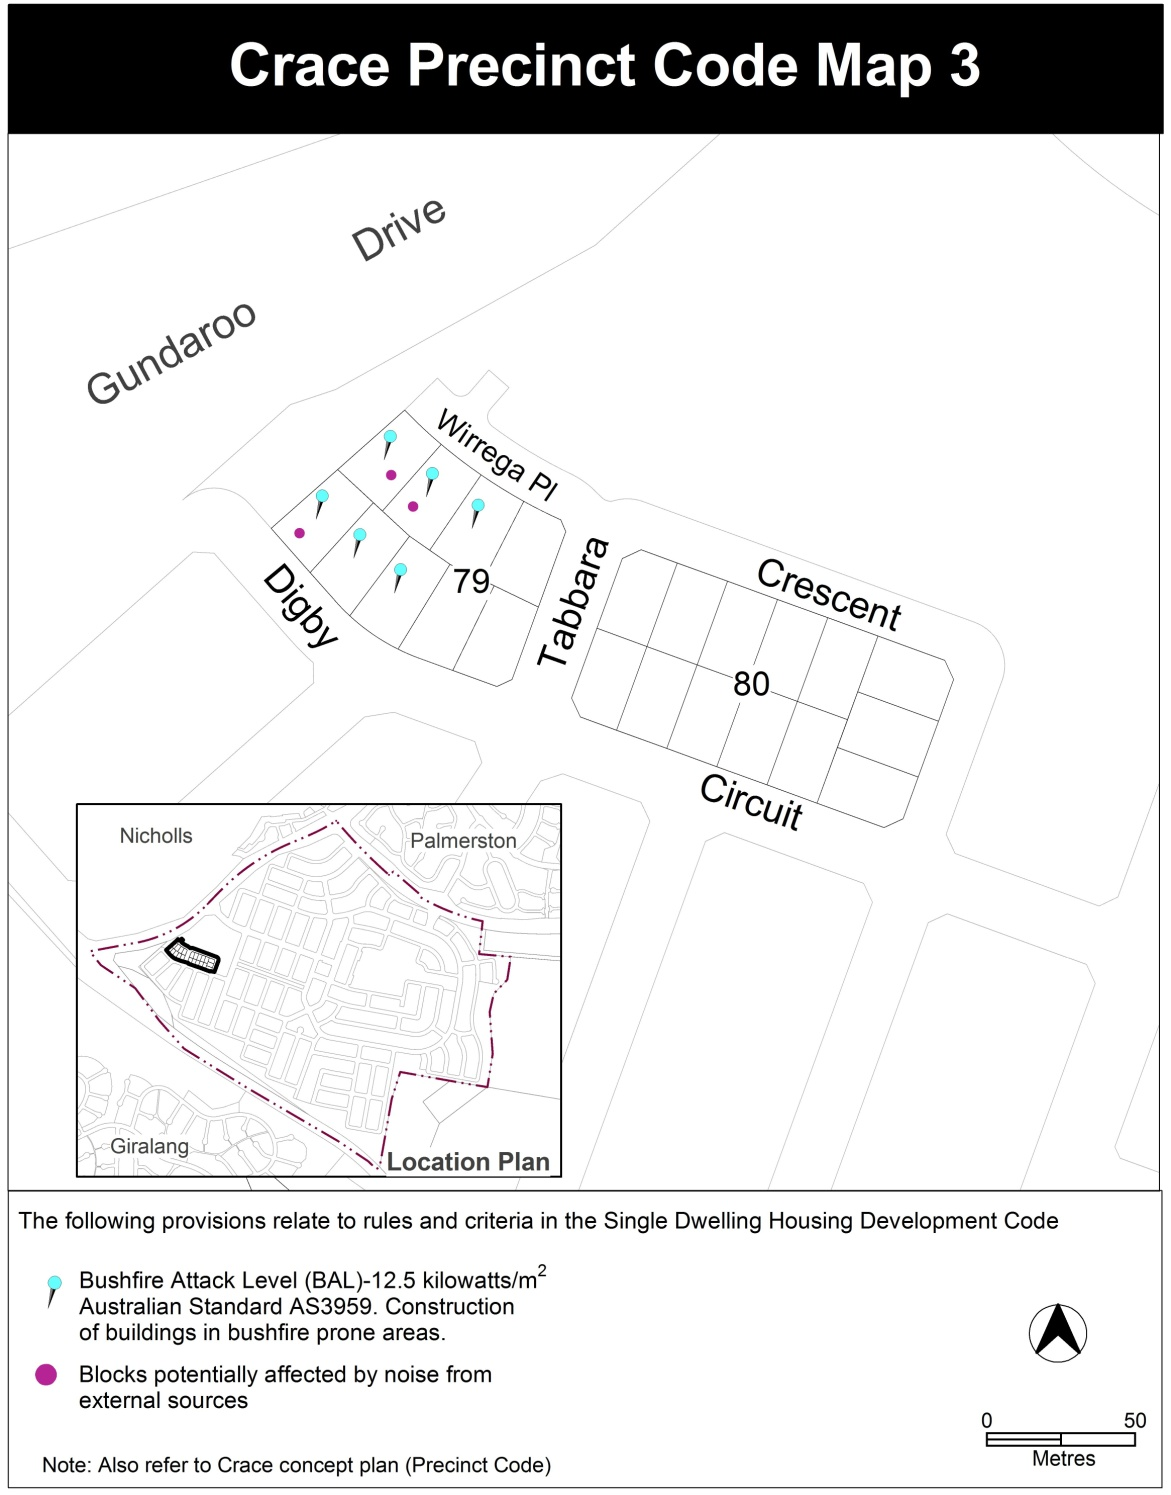 Crace Precinct Code Map 3
Drive
Gundaroo
Wirrega Pl
79
Digby
Tabbara
Crescent
80
Circuit
Nicholls
Palmerston
Giralang
Location Plan
The following provisions relate to rules and criteria in the Single Dwelling Housing Development Code
Bushfire Attack Level (BAL)-12.5 kilowatts/m²
Australian Standard AS3959. Construction
of buildings in bushfire prone areas.
Blocks potentially affected by noise from
external sources
0 50
Metres
Note: Also refer to Crace concept plan (Precinct Code)